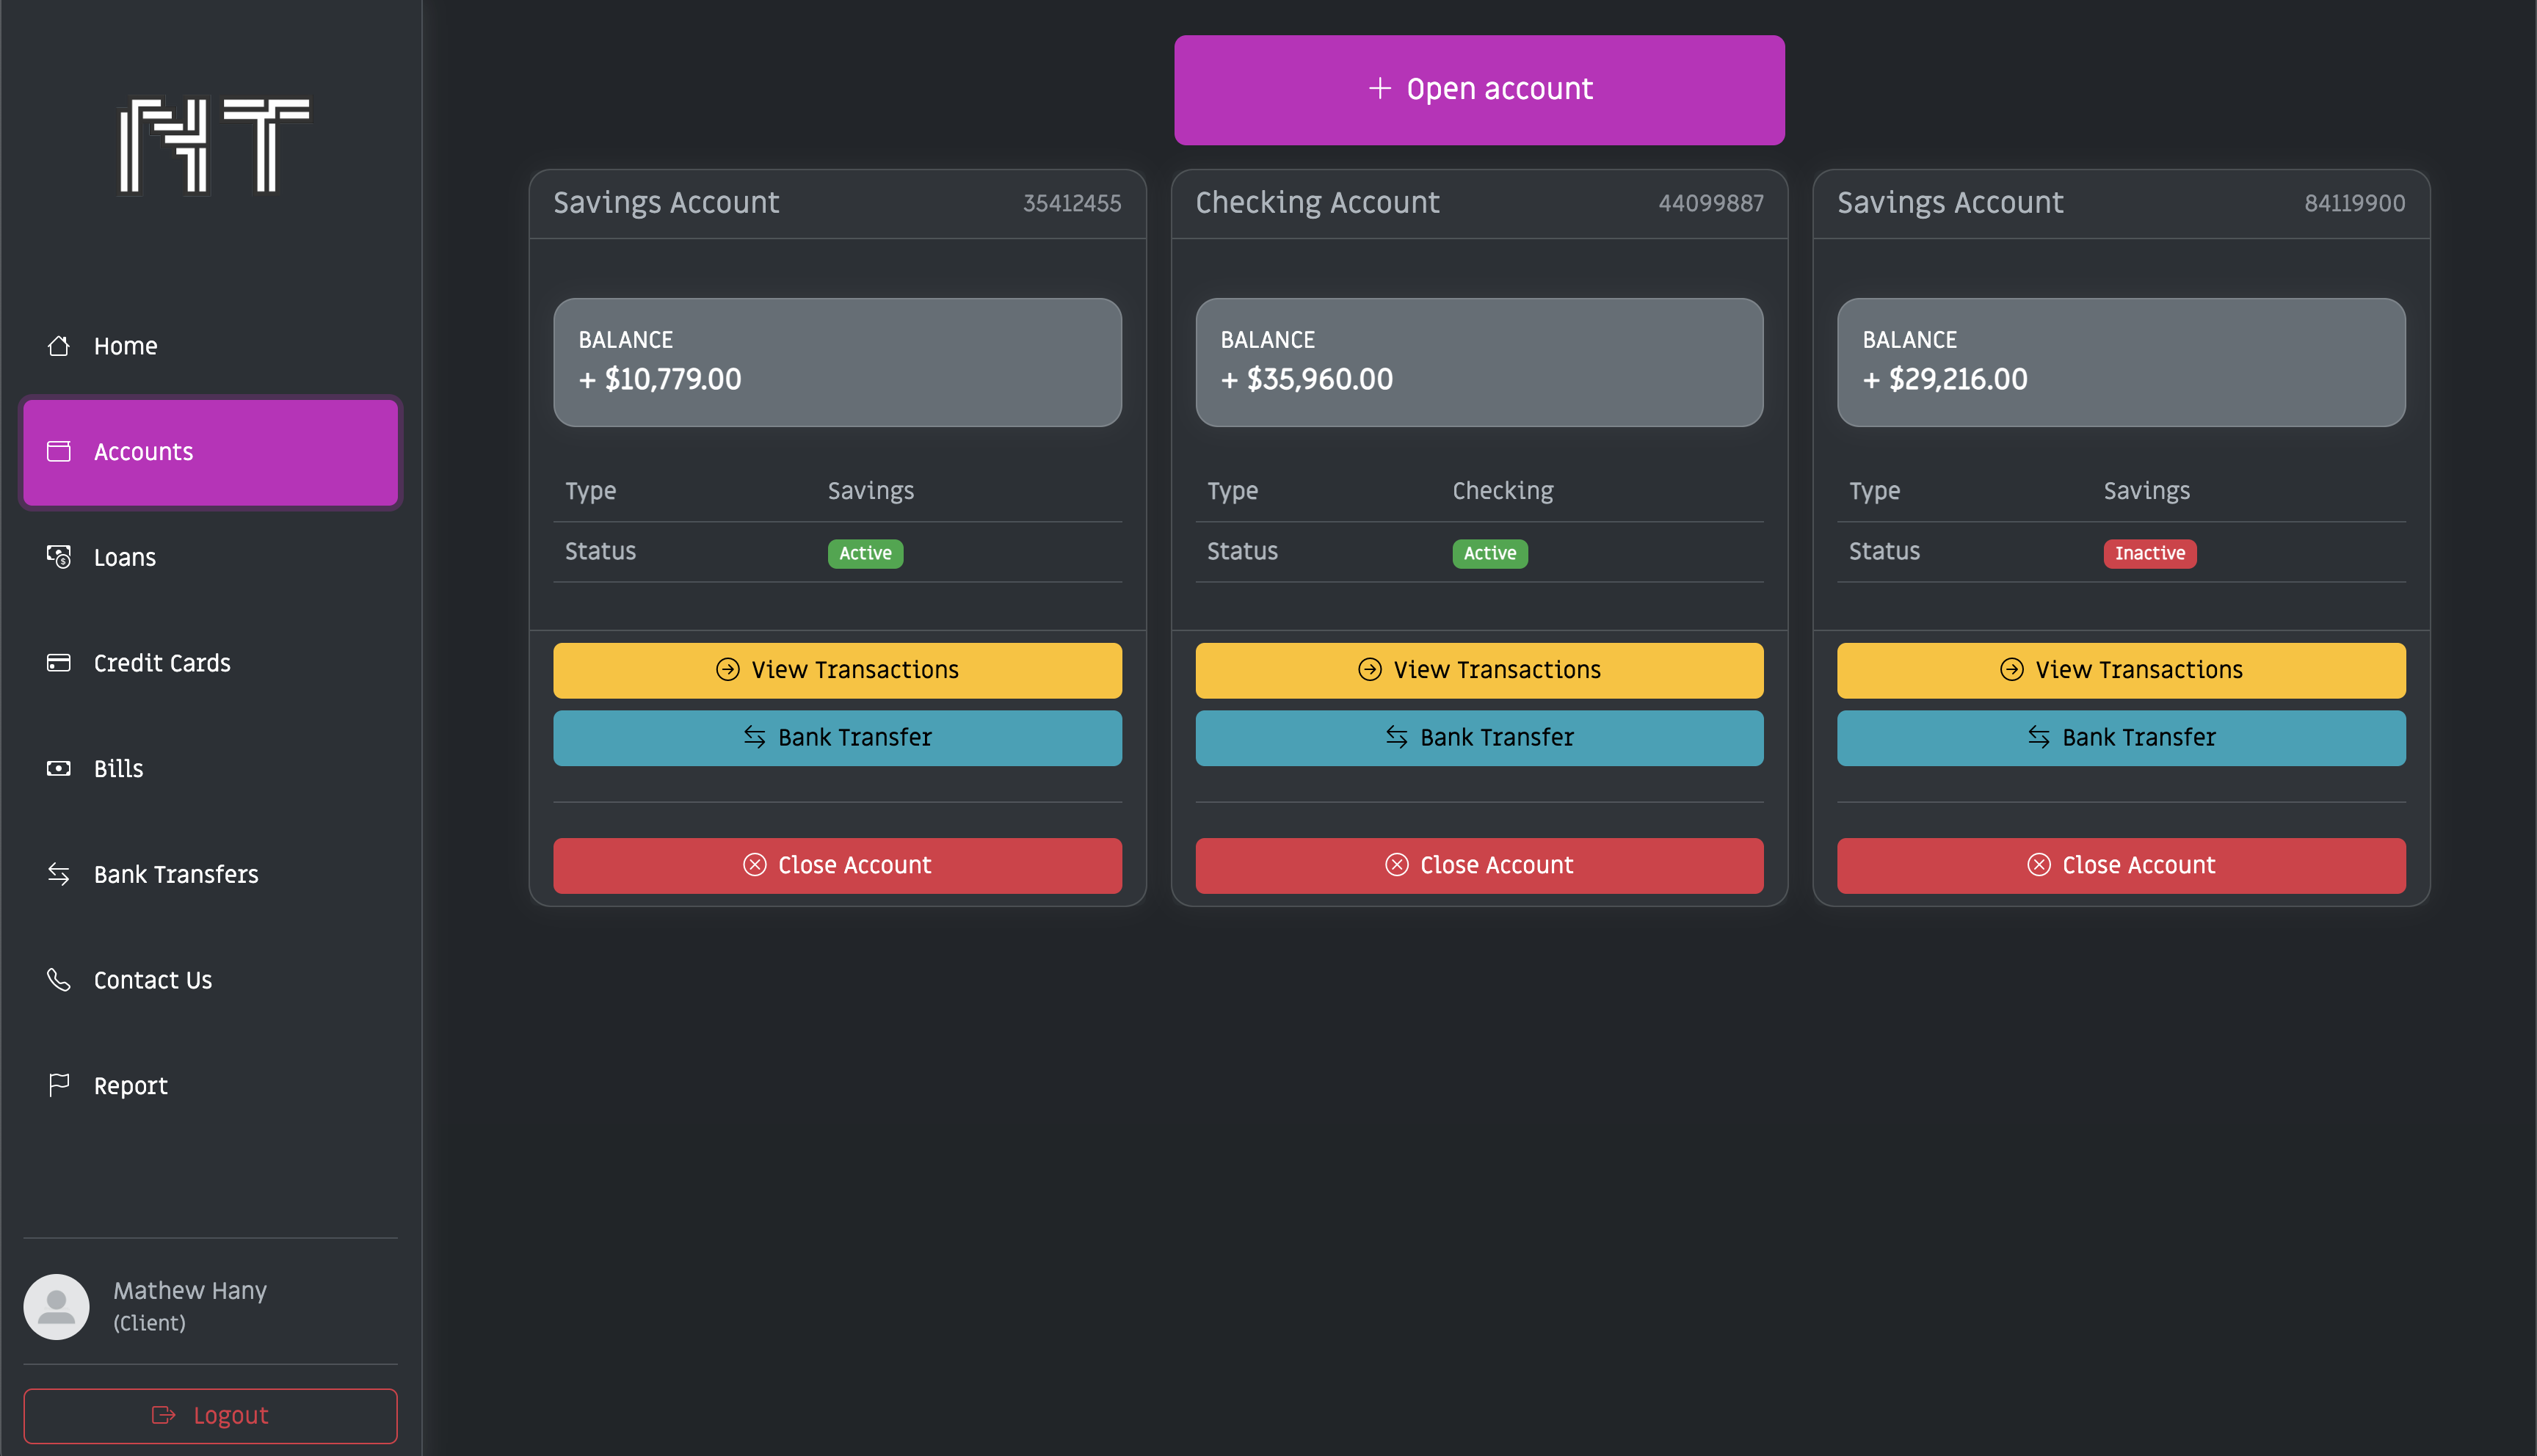 NT
Home
Accounts
Loans
Credit Cards
Bills
Bank Transfers
Contact Us
Report
Mathew Hany
(Client)
Logout
Open account
Savings Account 35412455
BALANCE
+ $10,779.00
Type Savings
Status Active
View Transactions
Bank Transfer
Close Account
Checking Account 44099887
BALANCE
+ $35,960.00
Type Checking
Status Active
View Transactions
Bank Transfer
Close Account
Savings Account 84119900
BALANCE
+ $29,216.00
Type Savings
Status Inactive
View Transactions
Bank Transfer
Close Account